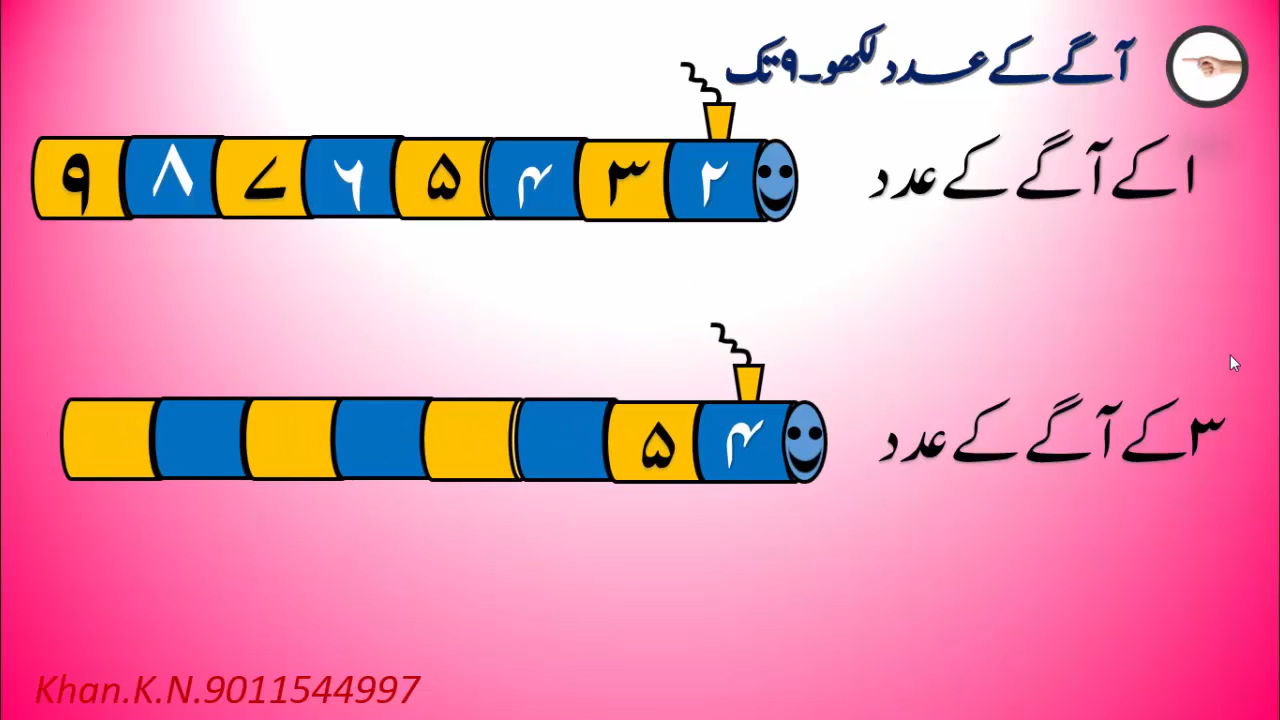 آگے کے عدد لکھو۔ ۹ تک
۱ کے آگے کے عدد
۲ ۳ ۴ ۵ ۶ ۷ ۸ ۹
۳ کے آگے کے عدد
۴ ۵
Khan.K.N.9011544997